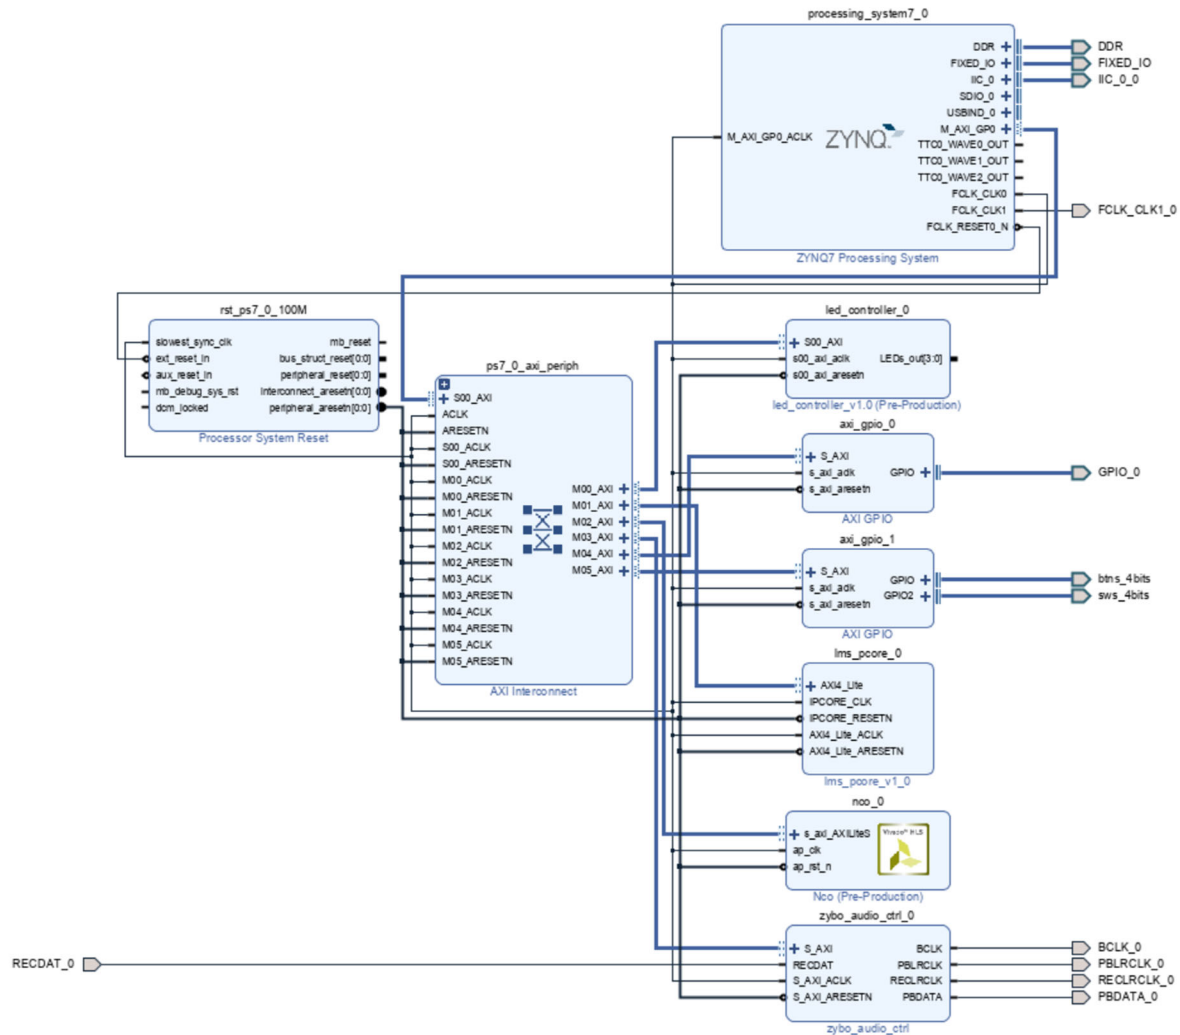 processing_system7_0
DDR
FIXED_IO
IIC_0
SDIO_0
USBIND_0
M_AXI_GP0
TTC0_WAVE0_OUT
TTC0_WAVE1_OUT
TTC0_WAVE2_OUT
FCLK_CLK0
FCLK_CLK1
FCLK_RESET0_N
M_AXI_GP0_ACLK
ZYNQ
ZYNQ7 Processing System
DDR
FIXED_IO
IIC_0_0
FCLK_CLK1_0
rst_ps7_0_100M
slowest_sync_clk
ext_reset_in
aux_reset_in
mb_debug_sys_rst
dcm_locked
mb_reset
bus_struct_reset[0:0]
peripheral_reset[0:0]
interconnect_aresetn[0:0]
peripheral_aresetn[0:0]
Processor System Reset
ps7_0_axi_periph
S00_AXI
ACLK
ARESETN
S00_ACLK
S00_ARESETN
M00_ACLK
M00_ARESETN
M01_ACLK
M01_ARESETN
M02_ACLK
M02_ARESETN
M03_ACLK
M03_ARESETN
M04_ACLK
M04_ARESETN
M05_ACLK
M05_ARESETN
M00_AXI
M01_AXI
M02_AXI
M03_AXI
M04_AXI
M05_AXI
AXI Interconnect
led_controller_0
S00_AXI
s00_axi_aclk
s00_axi_aresetn
LEDs_out[3:0]
led_controller_v1.0 (Pre-Production)
axi_gpio_0
S_AXI
s_axi_aclk
s_axi_aresetn
GPIO
AXI GPIO
GPIO_0
axi_gpio_1
S_AXI
s_axi_aclk
s_axi_aresetn
GPIO
GPIO2
AXI GPIO
btns_4bits
sws_4bits
lms_pcore_0
AXI4_Lite
IPCORE_CLK
IPCORE_RESETN
AXI4_Lite_ACLK
AXI4_Lite_ARESETN
lms_pcore_v1_0
nco_0
s_axi_AXILiteS
ap_clk
ap_rst_n
Vivado™ HLS
Nco (Pre-Production)
zybo_audio_ctrl_0
S_AXI
RECDAT
S_AXI_ACLK
S_AXI_ARESETN
BCLK
PBLRCLK
RECLRCLK
PBDATA
zybo_audio_ctrl
RECDAT_0
BCLK_0
PBLRCLK_0
RECLRCLK_0
PBDATA_0